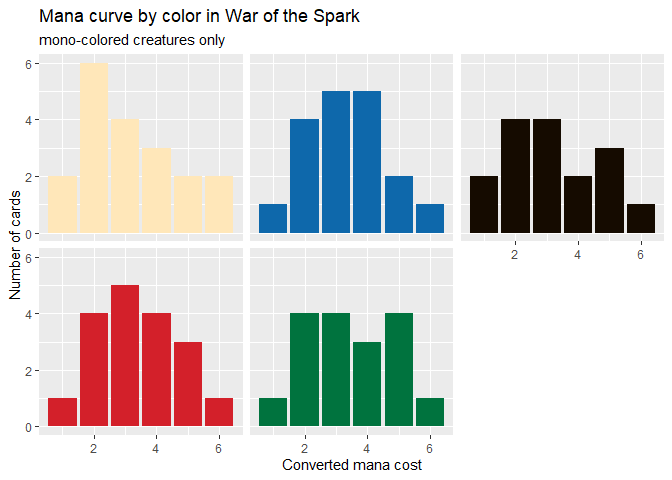 Mana curve by color in War of the Spark
mono-colored creatures only
Number of cards
6
4
2
0
2 4 6
6
4
2
0
2 4 6 2 4 6
Converted mana cost